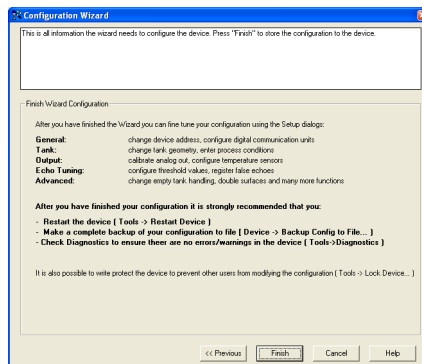 Configuration Wizard
This is all information the wizard needs to configure the device. Press "Finish" to store the configuration to the device.
Finish Wizard Configuration
After you have finished the Wizard you can fine tune your configuration using the Setup dialogs:
General: change device address, configure digital communication units
Tank: change tank geometry, enter process conditions
Output: calibrate analog out, configure temperature sensors
Echo Tuning: configure threshold values, register false echoes
Advanced: change empty tank handling, double surfaces and many more functions
After you have finished your configuration it is strongly recommended that you:
- Restart the device ( Tools -> Restart Device )
- Make a complete backup of your configuration to file [ Device -> Backup Config to File... )
- Check Diagnostics to ensure theer are no errors/warnings in the device ( Tools->Diagnostics )
It is also possible to write protect the device to prevent other users from modifying the configuration ( Tools -> Lock Device... )
<< Previous Finish Cancel Help